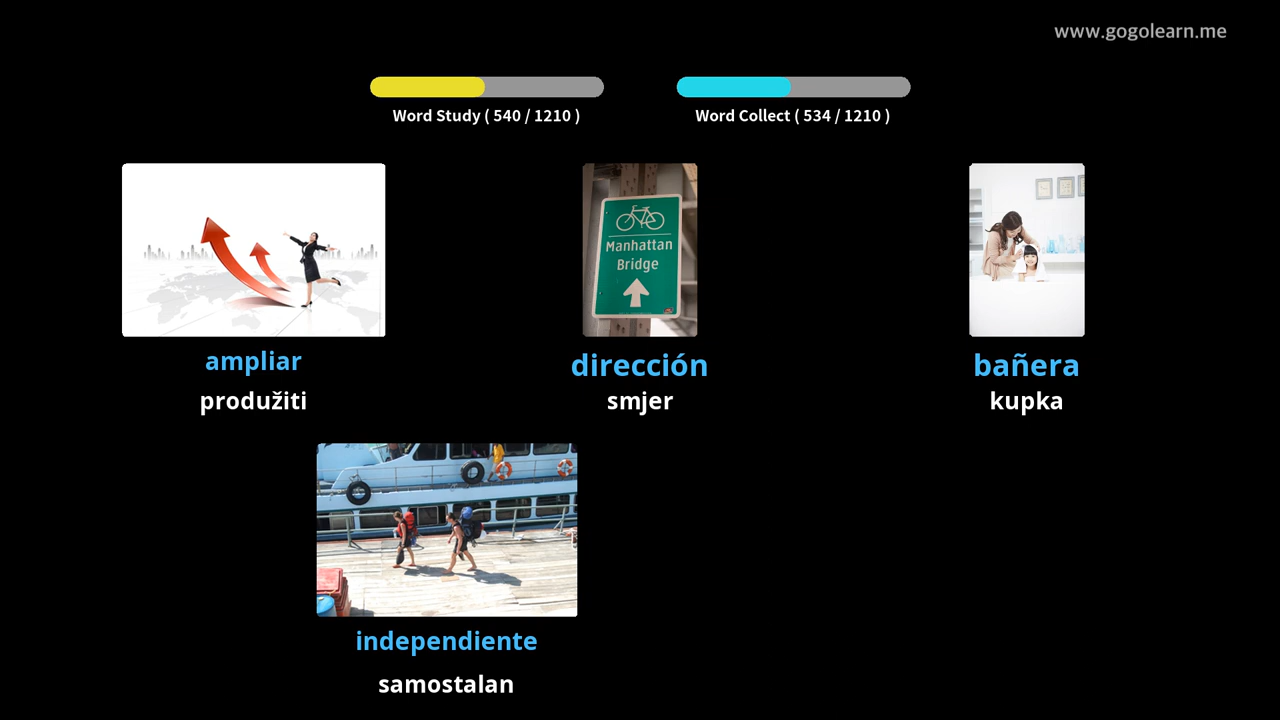 www.gogolearn.me
Word Study ( 540 / 1210 )
Word Collect ( 534 / 1210 )
Manhattan
Bridge
ampliar
dirección
bañera
produžiti
smjer
kupka
independiente
samostalan